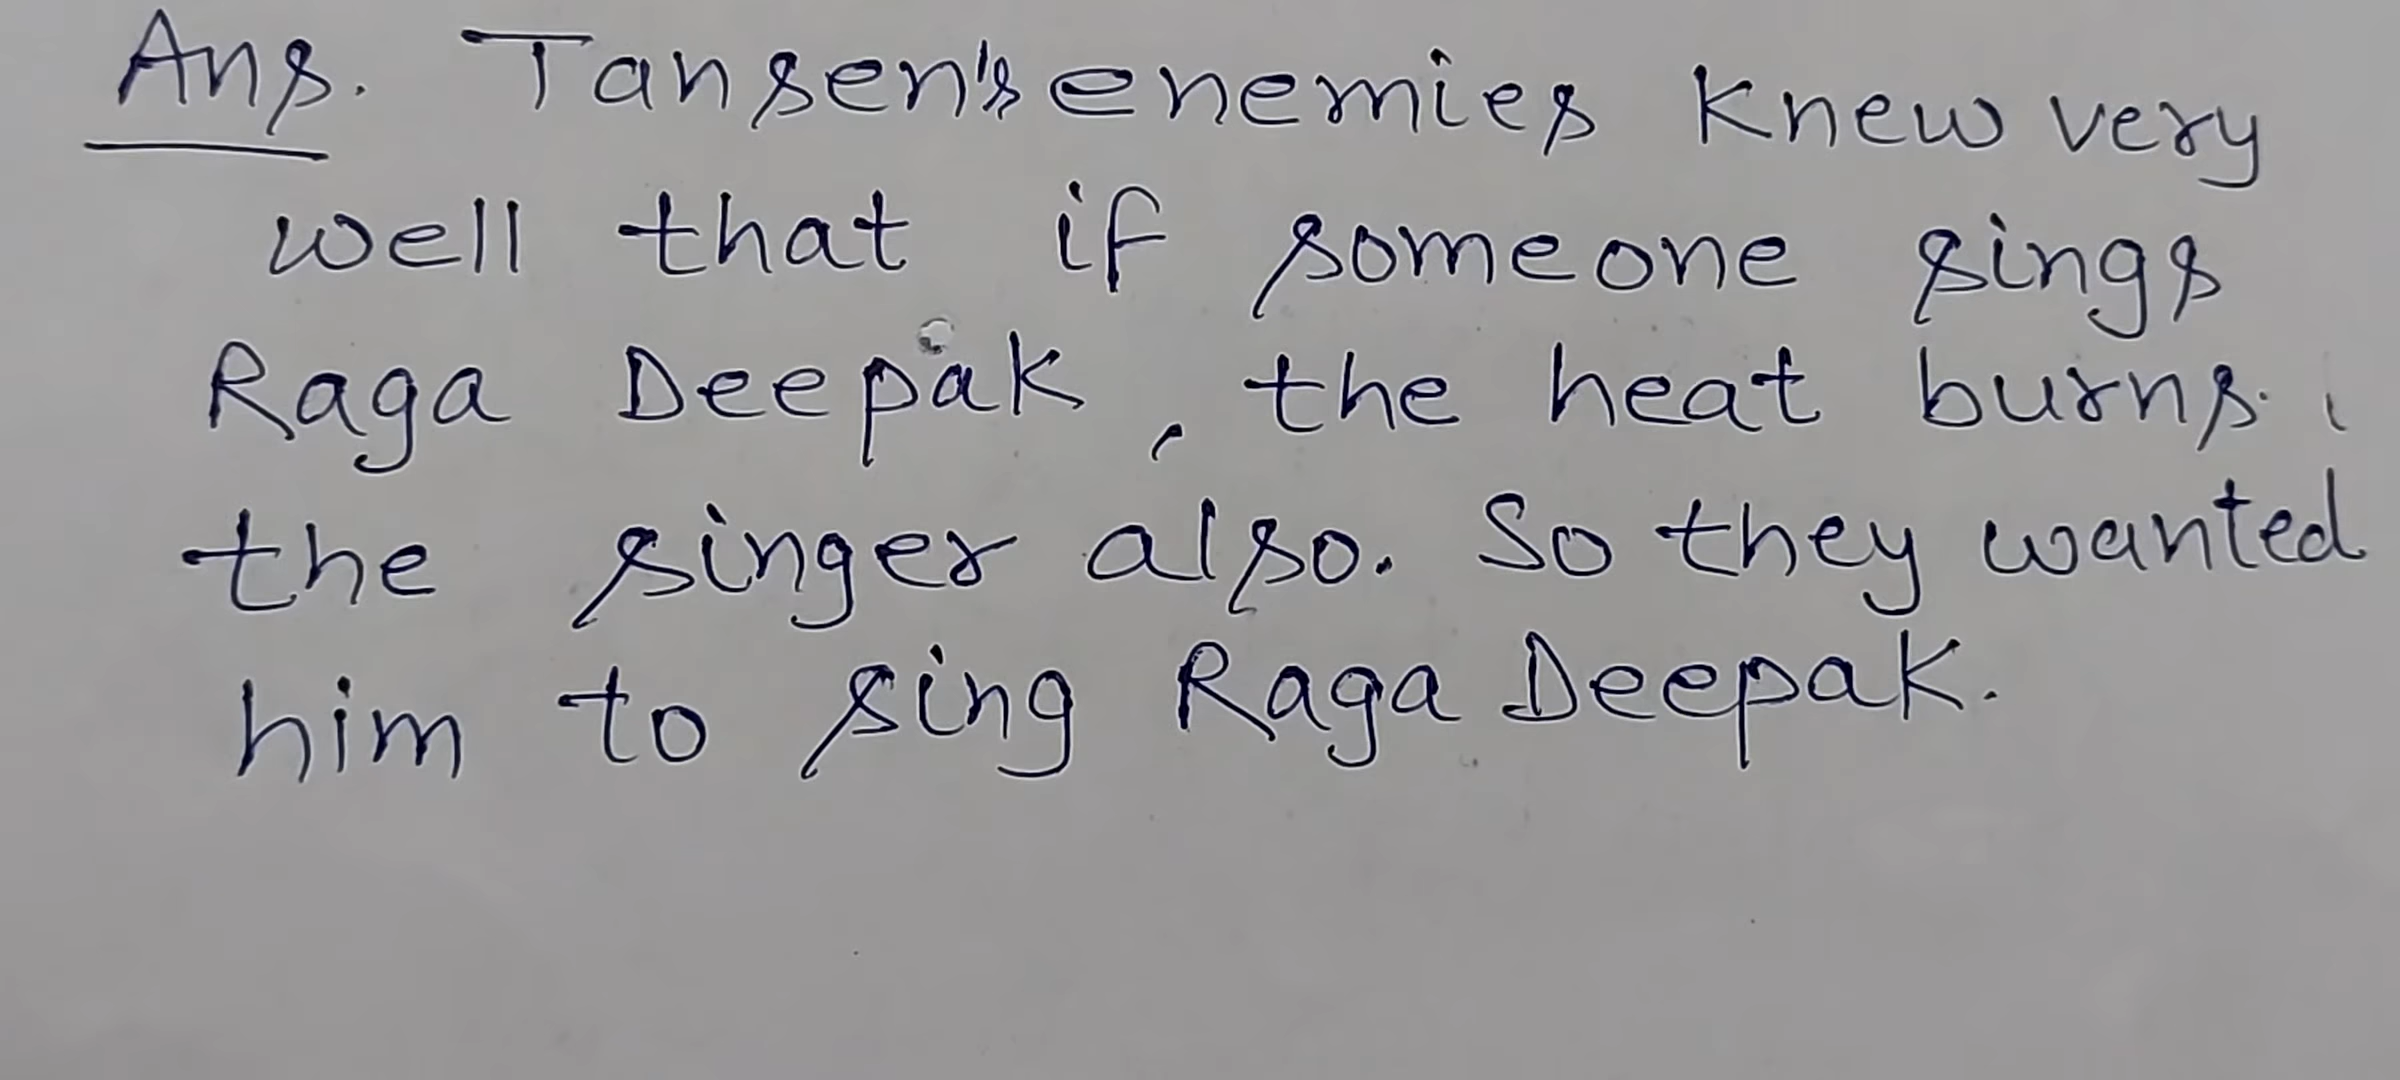 Ans. Tansen's enemies knew very
well that if someone sings
Raga Deepak, the heat burns.
the singer also. So they wanted
him to sing Raga Deepak.